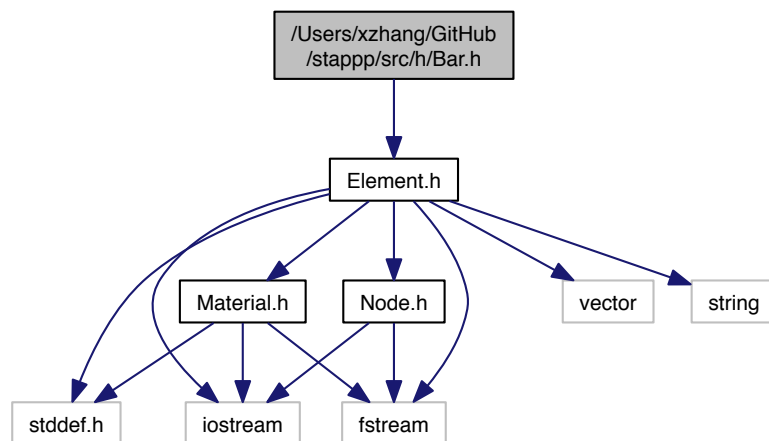 /Users/xzhang/GitHub
/stappp/src/h/Bar.h
Element.h
Material.h
Node.h
vector
string
stddef.h
iostream
fstream